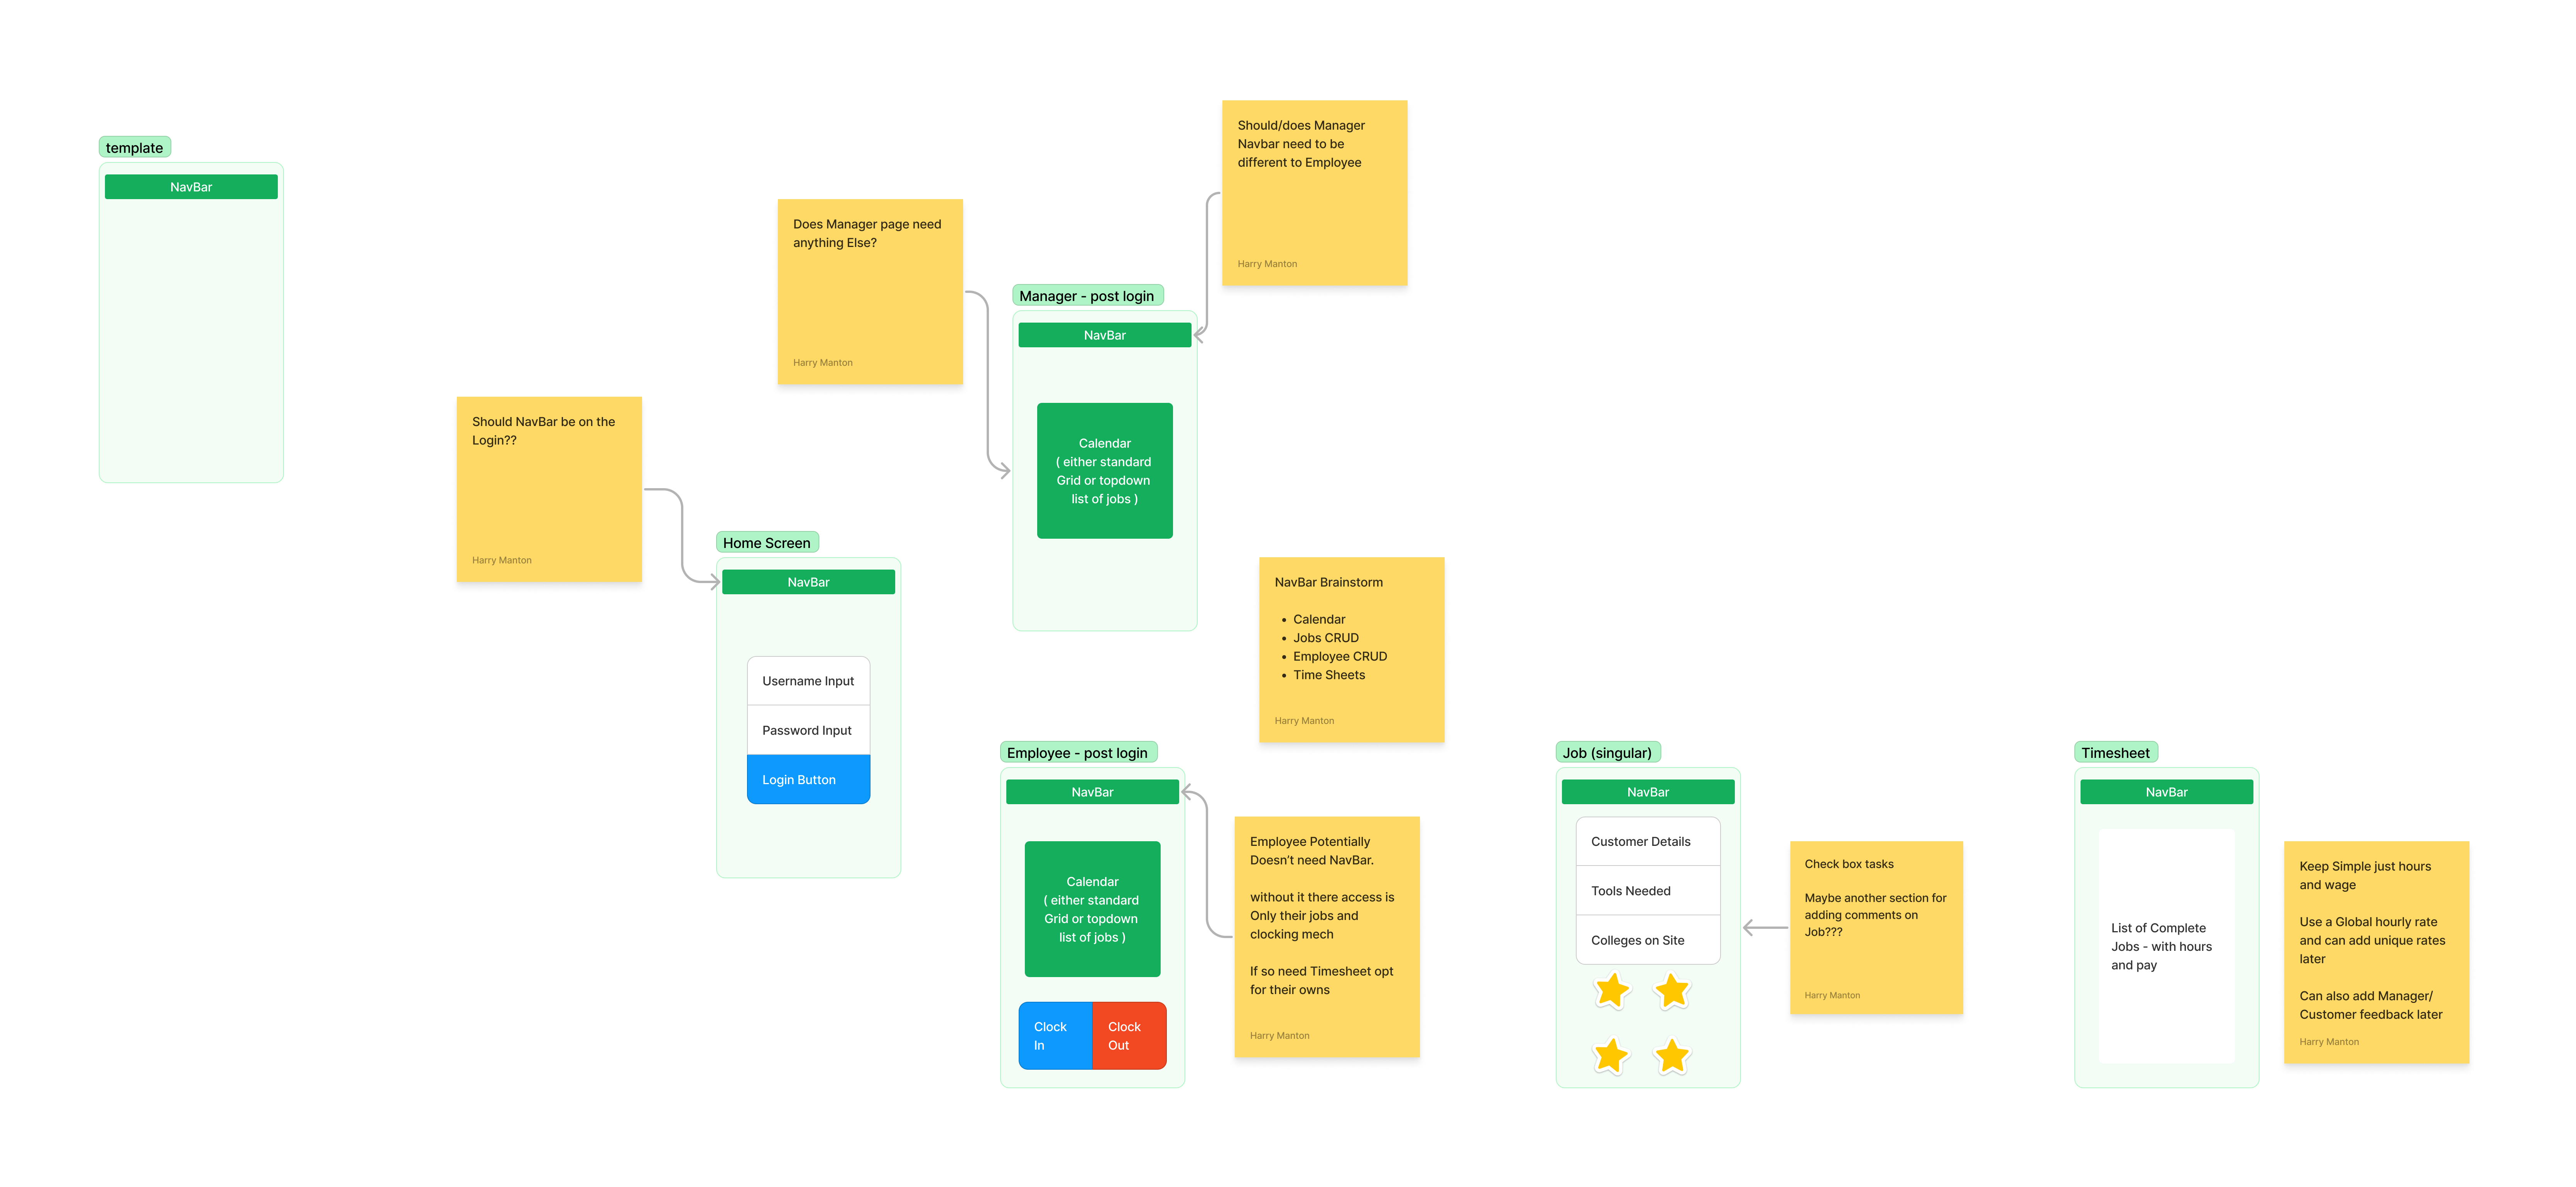 template
NavBar
Should NavBar be on the
Login??
Harry Manton
Home Screen
NavBar
Username Input
Password Input
Login Button
Does Manager page need
anything Else?
Harry Manton
Should/does Manager
Navbar need to be
different to Employee
Harry Manton
Manager - post login
NavBar
Calendar
( either standard
Grid or topdown
list of jobs )
NavBar Brainstorm
• Calendar
• Jobs CRUD
• Employee CRUD
• Time Sheets
Harry Manton
Employee - post login
NavBar
Calendar
( either standard
Grid or topdown
list of jobs )
Clock
In
Clock
Out
Employee Potentially
Doesn't need NavBar.
without it there access is
Only their jobs and
clocking mech
If so need Timesheet opt
for their owns
Harry Manton
Job (singular)
NavBar
Customer Details
Tools Needed
Colleges on Site
Check box tasks
Maybe another section for
adding comments on
Job???
Harry Manton
Timesheet
NavBar
List of Complete
Jobs - with hours
and pay
Keep Simple just hours
and wage
Use a Global hourly rate
and can add unique rates
later
Can also add Manager/
Customer feedback later
Harry Manton